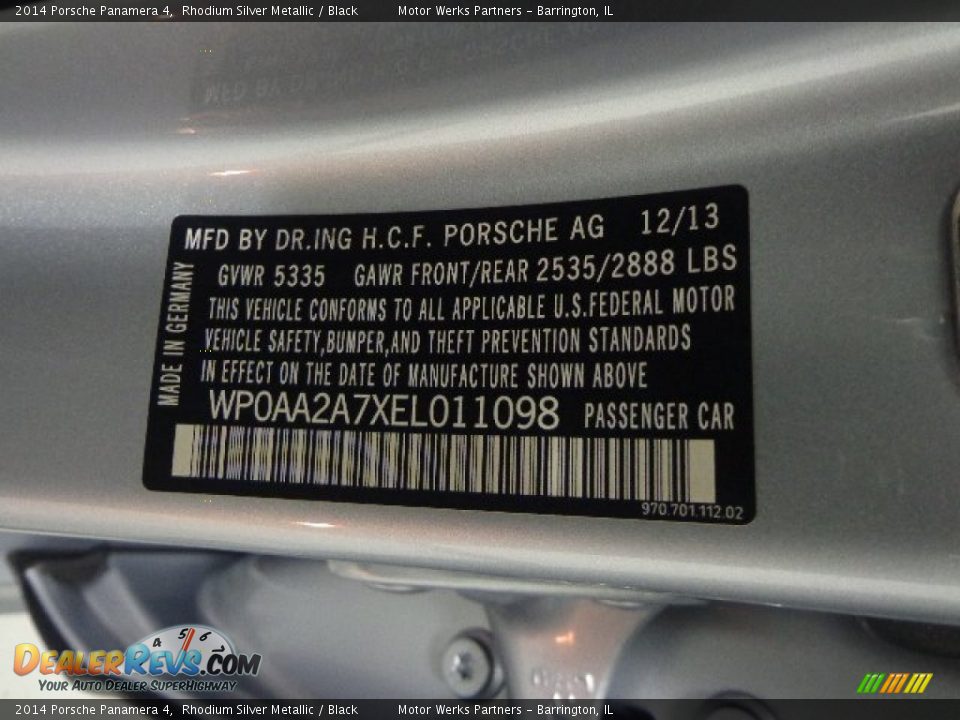 2014 Porsche Panamera 4, Rhodium Silver Metallic / Black Motor Werks Partners - Barrington, IL
MFD BY DR.ING H.C.F. PORSCHE AG 12/13
GVWR 5335 GAWR FRONT/REAR 2535/2888 LBS
THIS VEHICLE CONFORMS TO ALL APPLICABLE U.S.FEDERAL MOTOR
VEHICLE SAFETY,BUMPER,AND THEFT PREVENTION STANDARDS
IN EFFECT ON THE DATE OF MANUFACTURE SHOWN ABOVE
MADE IN GERMANY
WP0AA2A7XEL011098 PASSENGER CAR
970.701.112.02
4 5 6
DEALERREVS.COM
YOUR AUTO DEALER SUPERHIGHWAY
2014 Porsche Panamera 4, Rhodium Silver Metallic / Black Motor Werks Partners - Barrington, IL